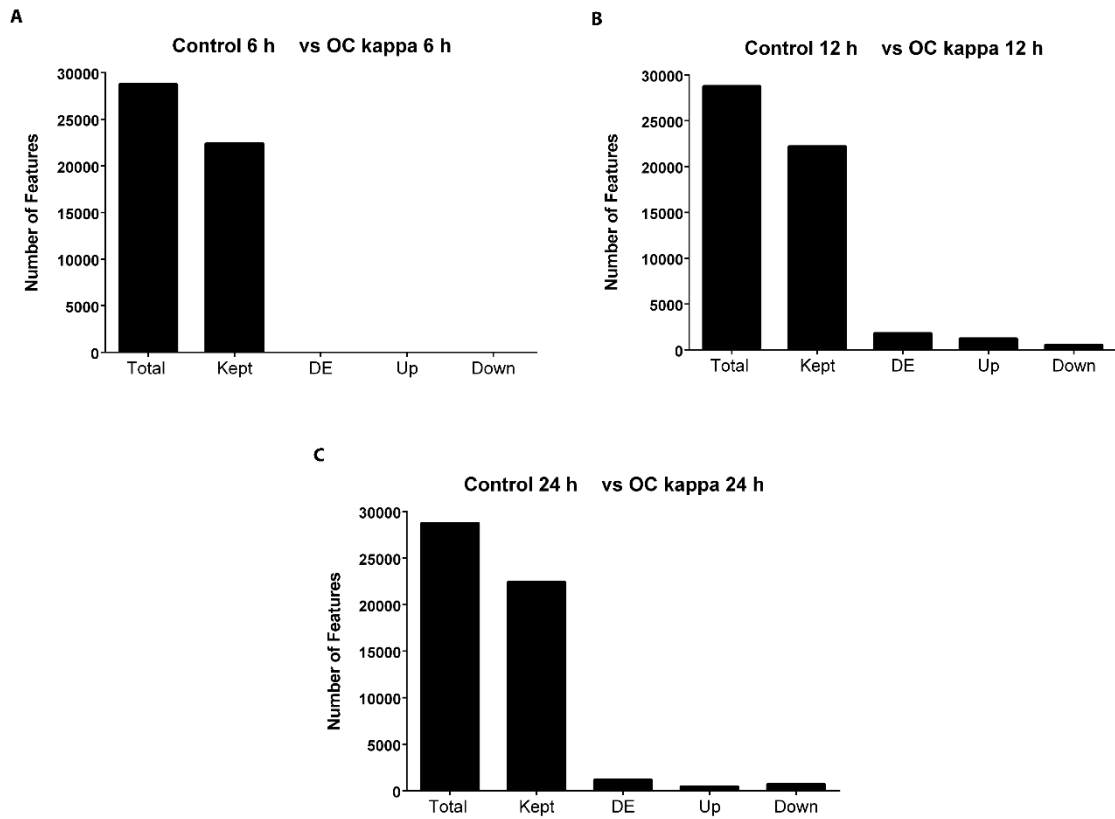 A
Control 6 h vs OC kappa 6 h
Number of Features
30000
25000
20000
15000
10000
5000
0
Total Kept DE Up Down
B
Control 12 h vs OC kappa 12 h
Number of Features
30000
25000
20000
15000
10000
5000
0
Total Kept DE Up Down
C
Control 24 h vs OC kappa 24 h
Number of Features
30000
25000
20000
15000
10000
5000
0
Total Kept DE Up Down